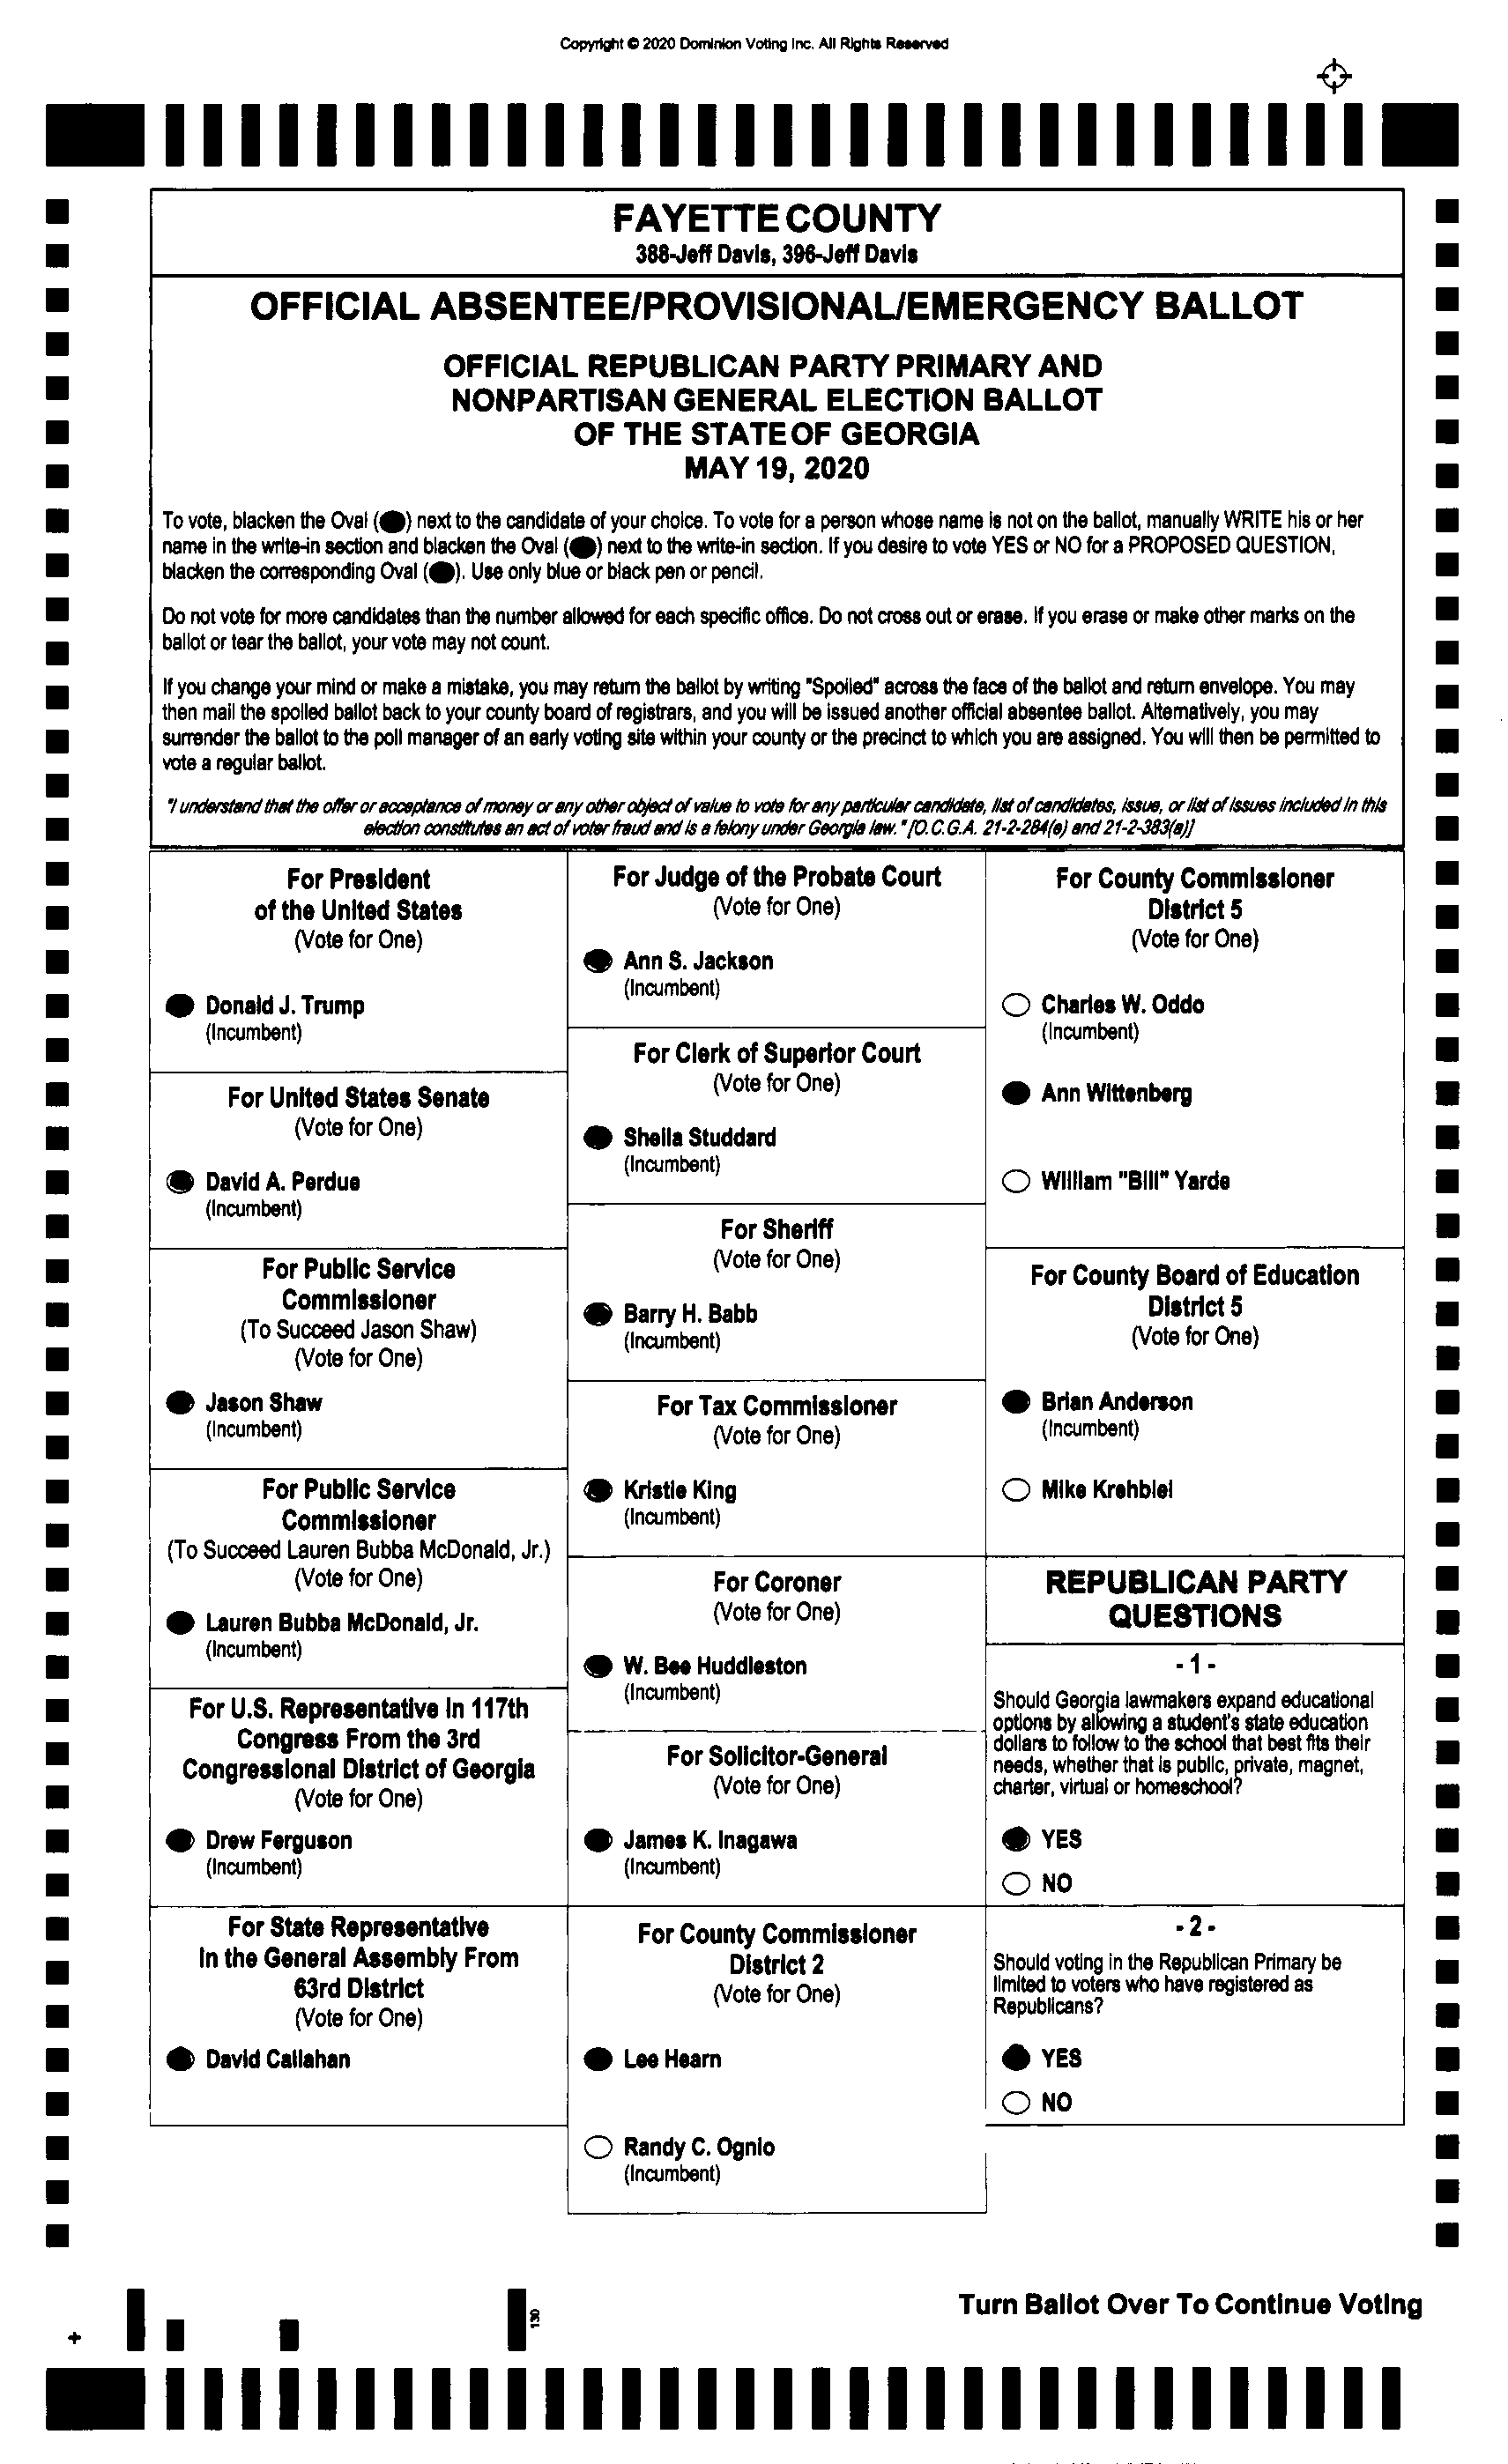 Copyright © 2020 Dominion Voting Inc. All Rights Reserved
FAYETTE COUNTY
388-Jeff Davis, 396-Jeff Davis
OFFICIAL ABSENTEE/PROVISIONAL/EMERGENCY BALLOT
OFFICIAL REPUBLICAN PARTY PRIMARY AND
NONPARTISAN GENERAL ELECTION BALLOT
OF THE STATE OF GEORGIA
MAY 19, 2020
To vote, blacken the Oval ( ) next to the candidate of your choice. To vote for a person whose name is not on the ballot, manually WRITE his or her
name in the write-in section and blacken the Oval ( ) next to the write-in section. If you desire to vote YES or NO for a PROPOSED QUESTION,
blacken the corresponding Oval ( ). Use only blue or black pen or pencil.
Do not vote for more candidates than the number allowed for each specific office. Do not cross out or erase. If you erase or make other marks on the
ballot or tear the ballot, your vote may not count.
If you change your mind or make a mistake, you may return the ballot by writing "Spoiled" across the face of the ballot and return envelope. You may
then mail the spoiled ballot back to your county board of registrars, and you will be issued another official absentee ballot. Alternatively, you may
surrender the ballot to the poll manager of an early voting site within your county or the precinct to which you are assigned. You will then be permitted to
vote a regular ballot.
"I understand that the offer or acceptance of money or any other object of value to vote for any particular candidate, list of candidates, issue, or list of issues included in this
election constitutes an act of voter fraud and is a felony under Georgia law." [O.C.G.A. 21-2-284(e) and 21-2-383(a)]
For President
of the United States
(Vote for One)
Donald J. Trump
(Incumbent)
For United States Senate
(Vote for One)
David A. Perdue
(Incumbent)
For Public Service
Commissioner
(To Succeed Jason Shaw)
(Vote for One)
Jason Shaw
(Incumbent)
For Public Service
Commissioner
(To Succeed Lauren Bubba McDonald, Jr.)
(Vote for One)
Lauren Bubba McDonald, Jr.
(Incumbent)
For U.S. Representative in 117th
Congress From the 3rd
Congressional District of Georgia
(Vote for One)
Drew Ferguson
(Incumbent)
For State Representative
In the General Assembly From
63rd District
(Vote for One)
David Callahan
For Judge of the Probate Court
(Vote for One)
Ann S. Jackson
(Incumbent)
For Clerk of Superior Court
(Vote for One)
Sheila Studdard
(Incumbent)
For Sheriff
(Vote for One)
Barry H. Babb
(Incumbent)
For Tax Commissioner
(Vote for One)
Kristie King
(Incumbent)
For Coroner
(Vote for One)
W. Bee Huddleston
(Incumbent)
For Solicitor-General
(Vote for One)
James K. Inagawa
(Incumbent)
For County Commissioner
District 2
(Vote for One)
Lee Hearn
Randy C. Ognio
(Incumbent)
For County Commissioner
District 5
(Vote for One)
Charles W. Oddo
(Incumbent)
Ann Wittenberg
William "Bill" Yarde
For County Board of Education
District 5
(Vote for One)
Brian Anderson
(Incumbent)
Mike Krehbiel
REPUBLICAN PARTY
QUESTIONS
- 1 -
Should Georgia lawmakers expand educational
options by allowing a student's state education
dollars to follow to the school that best fits their
needs, whether that is public, private, magnet,
charter, virtual or homeschool?
YES
NO
- 2 -
Should voting in the Republican Primary be
limited to voters who have registered as
Republicans?
YES
NO
Turn Ballot Over To Continue Voting
130